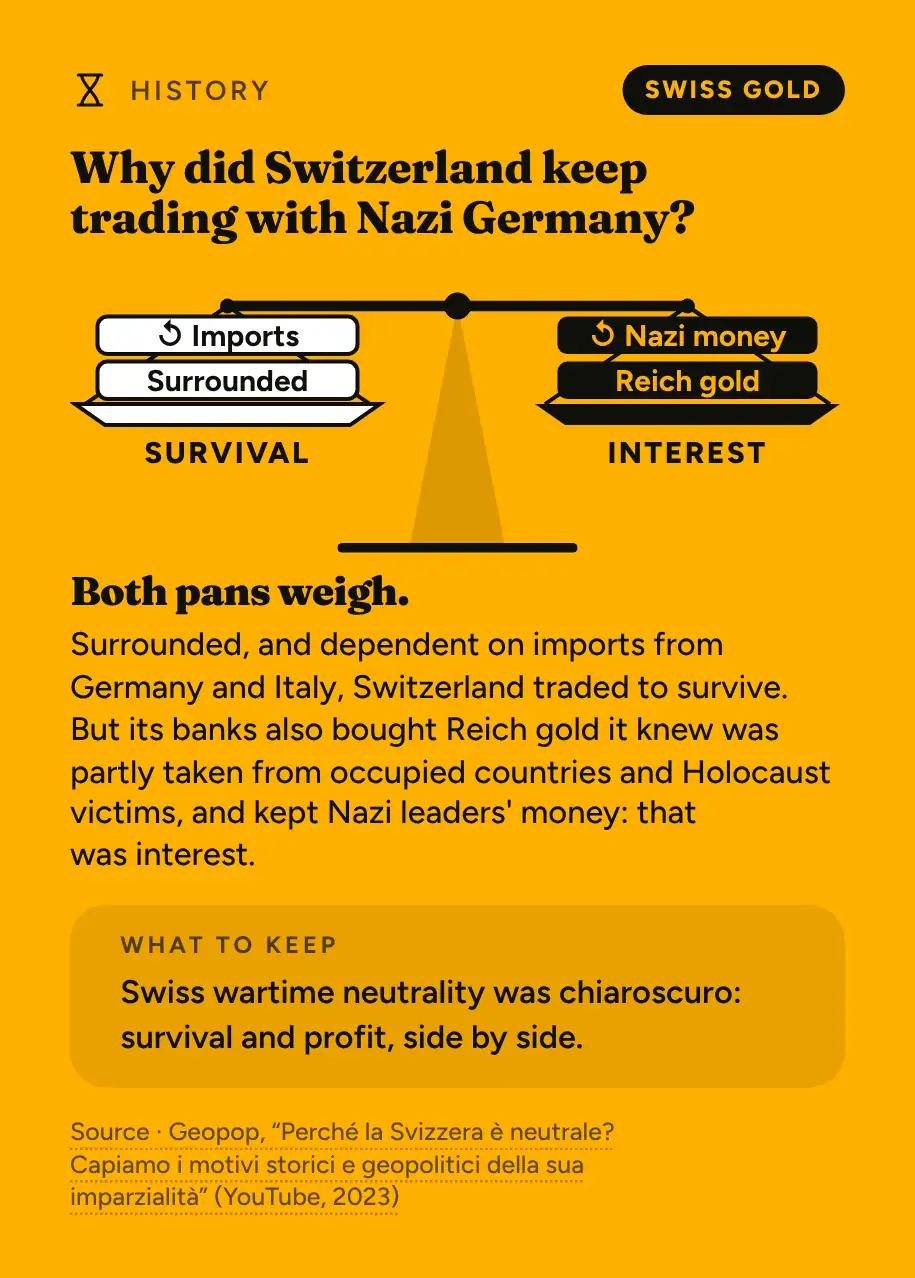 HISTORY
SWISS GOLD
Why did Switzerland keep
trading with Nazi Germany?
Imports
Surrounded
SURVIVAL
Nazi money
Reich gold
INTEREST
Both pans weigh.
Surrounded, and dependent on imports from
Germany and Italy, Switzerland traded to survive.
But its banks also bought Reich gold it knew was
partly taken from occupied countries and Holocaust
victims, and kept Nazi leaders' money: that
was interest.
WHAT TO KEEP
Swiss wartime neutrality was chiaroscuro:
survival and profit, side by side.
Source · Geopop, “Perché la Svizzera è neutrale?
Capiamo i motivi storici e geopolitici della sua
imparzialità” (YouTube, 2023)